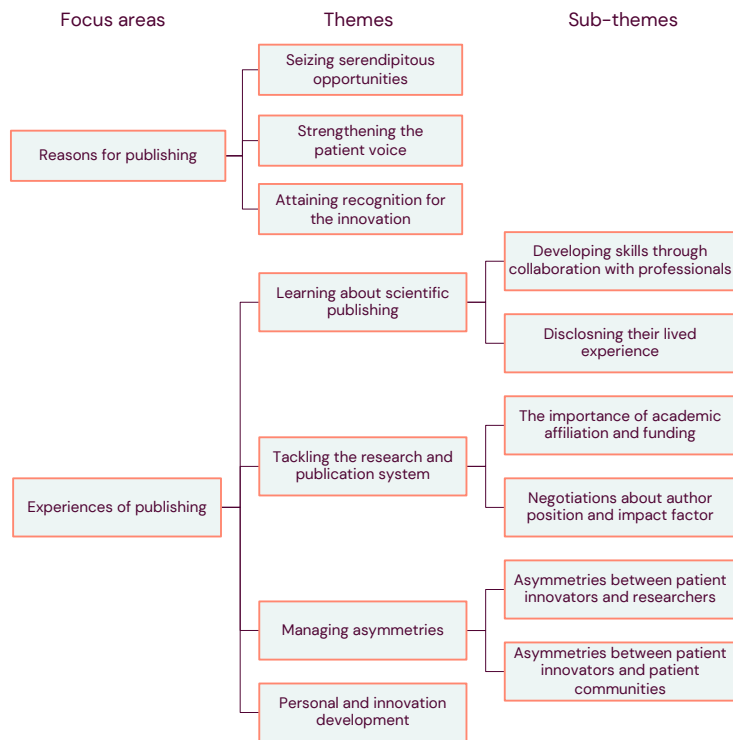 Focus areas
Themes
Sub-themes
Seizing serendipitous
opportunities
Strengthening the
patient voice
Reasons for publishing
Attaining recognition for
the innovation
Developing skills through
collaboration with professionals
Learning about scientific
publishing
Disclosning their lived
experience
The importance of academic
affiliation and funding
Tackling the research and
publication system
Experiences of publishing
Negotiations about author
position and impact factor
Asymmetries between patient
innovators and researchers
Managing asymmetries
Asymmetries between patient
innovators and patient
communities
Personal and innovation
development